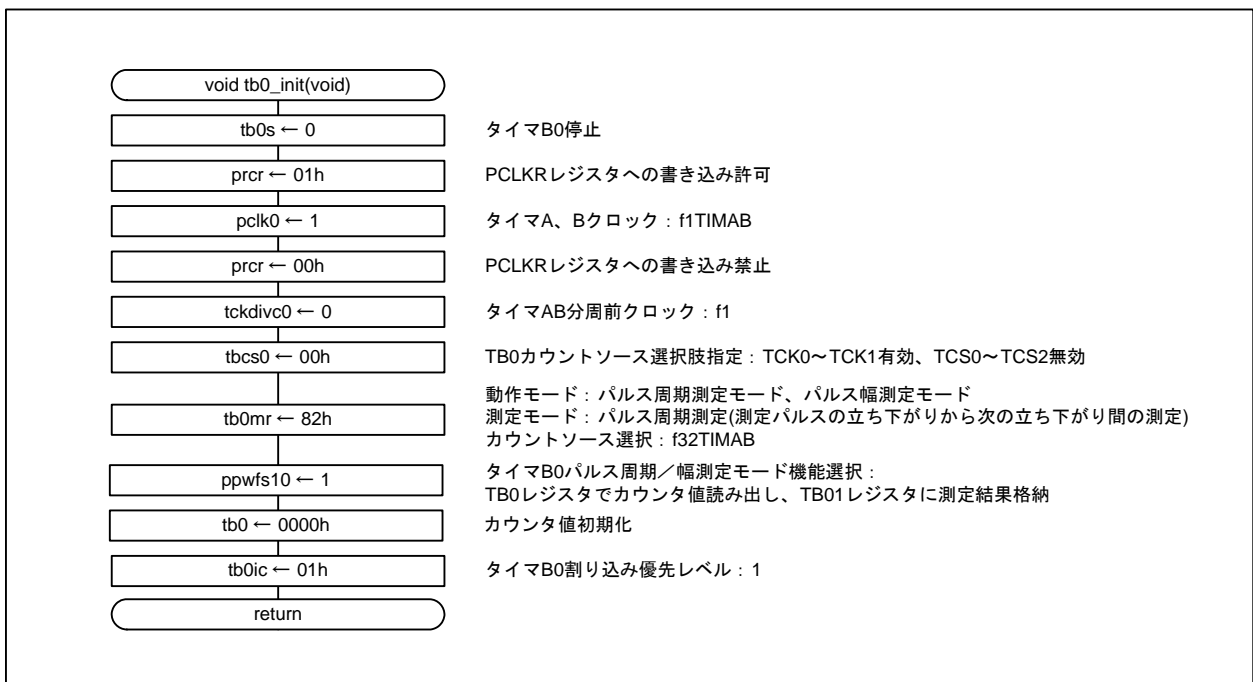 void tb0_init(void)
tb0s ← 0
タイマB0停止
prcr ← 01h
PCLKRレジスタへの書き込み許可
pclk0 ← 1
タイマA、Bクロック：f1TIMAB
prcr ← 00h
PCLKRレジスタへの書き込み禁止
tckdivc0 ← 0
タイマAB分周前クロック：f1
tbcs0 ← 00h
TB0カウントソース選択肢指定：TCK0～TCK1有効、TCS0～TCS2無効
tb0mr ← 82h
動作モード：パルス周期測定モード、パルス幅測定モード
測定モード：パルス周期測定(測定パルスの立ち下がりから次の立ち下がり間の測定)
カウントソース選択：f32TIMAB
ppwfs10 ← 1
タイマB0パルス周期／幅測定モード機能選択：
TB0レジスタでカウンタ値読み出し、TB01レジスタに測定結果格納
tb0 ← 0000h
カウンタ値初期化
tb0ic ← 01h
タイマB0割り込み優先レベル：1
return